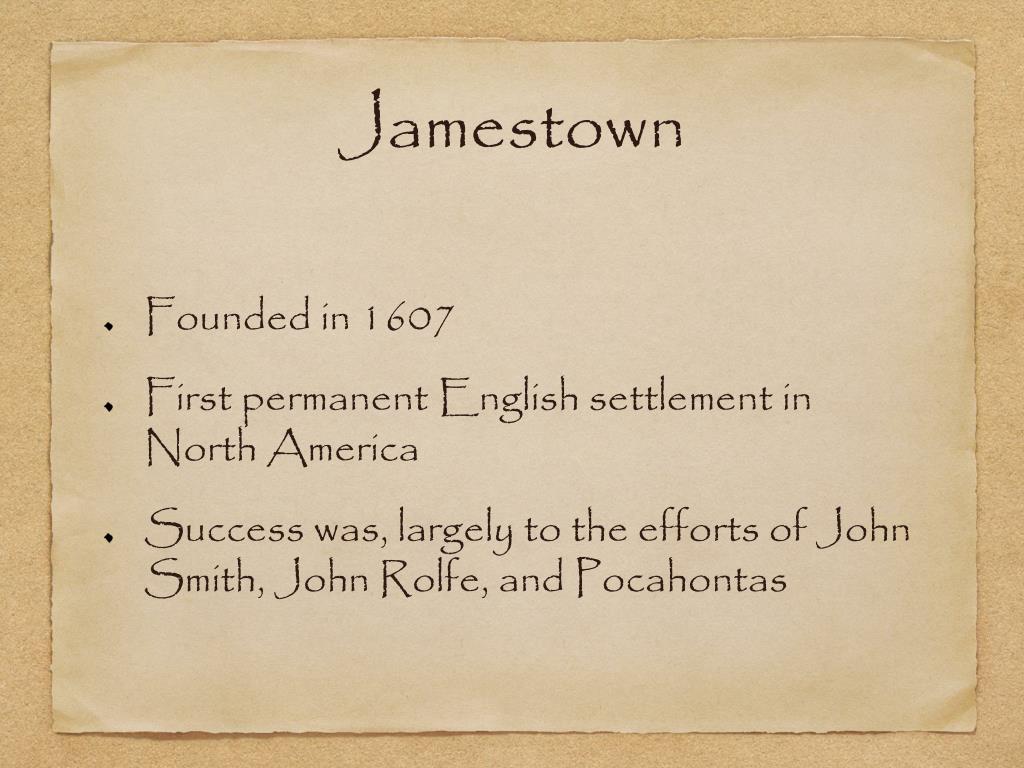 Jamestown
• Founded in 1607
• First permanent English settlement in
North America
• Success was, largely to the efforts of John
Smith, John Rolfe, and Pocahontas